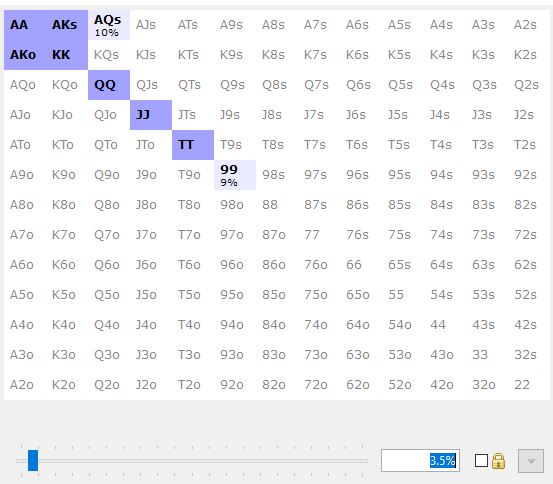 AA AKs AQs AJs ATs A9s A8s A7s A6s A5s A4s A3s A2s
10%
AKo KK KQs KJs KTs K9s K8s K7s K6s K5s K4s K3s K2s
AQo KQo QQ QJs QTs Q9s Q8s Q7s Q6s Q5s Q4s Q3s Q2s
AJo KJo QJo JJ JTs J9s J8s J7s J6s J5s J4s J3s J2s
ATo KTo QTo JTo TT T9s T8s T7s T6s T5s T4s T3s T2s
A9o K9o Q9o J9o T9o 99 98s 97s 96s 95s 94s 93s 92s
9%
A8o K8o Q8o J8o T8o 98o 88 87s 86s 85s 84s 83s 82s
A7o K7o Q7o J7o T7o 97o 87o 77 76s 75s 74s 73s 72s
A6o K6o Q6o J6o T6o 96o 86o 76o 66 65s 64s 63s 62s
A5o K5o Q5o J5o T5o 95o 85o 75o 65o 55 54s 53s 52s
A4o K4o Q4o J4o T4o 94o 84o 74o 64o 54o 44 43s 42s
A3o K3o Q3o J3o T3o 93o 83o 73o 63o 53o 43o 33 32s
A2o K2o Q2o J2o T2o 92o 82o 72o 62o 52o 42o 32o 22
3.5%